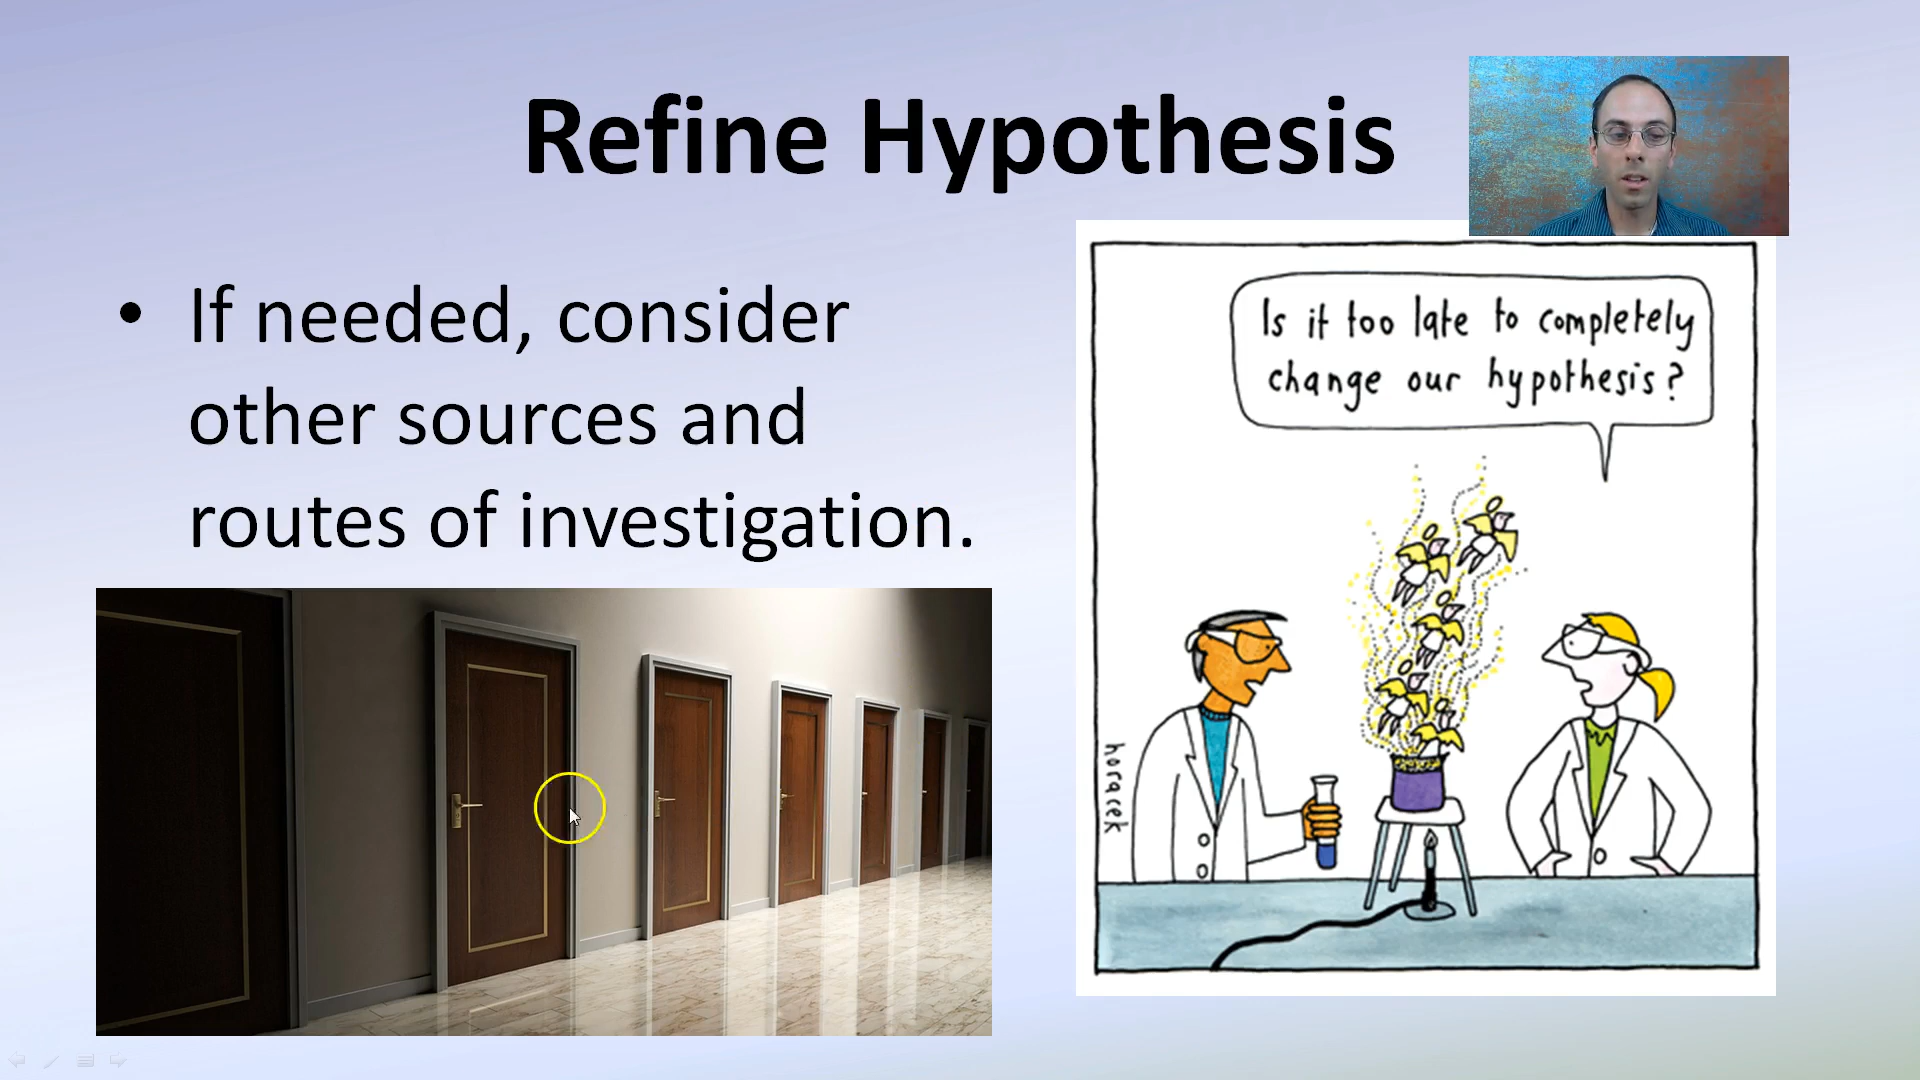 Refine Hypothesis
• If needed, consider
other sources and
routes of investigation.
Is it too late to completely
change our hypothesis?
horacek